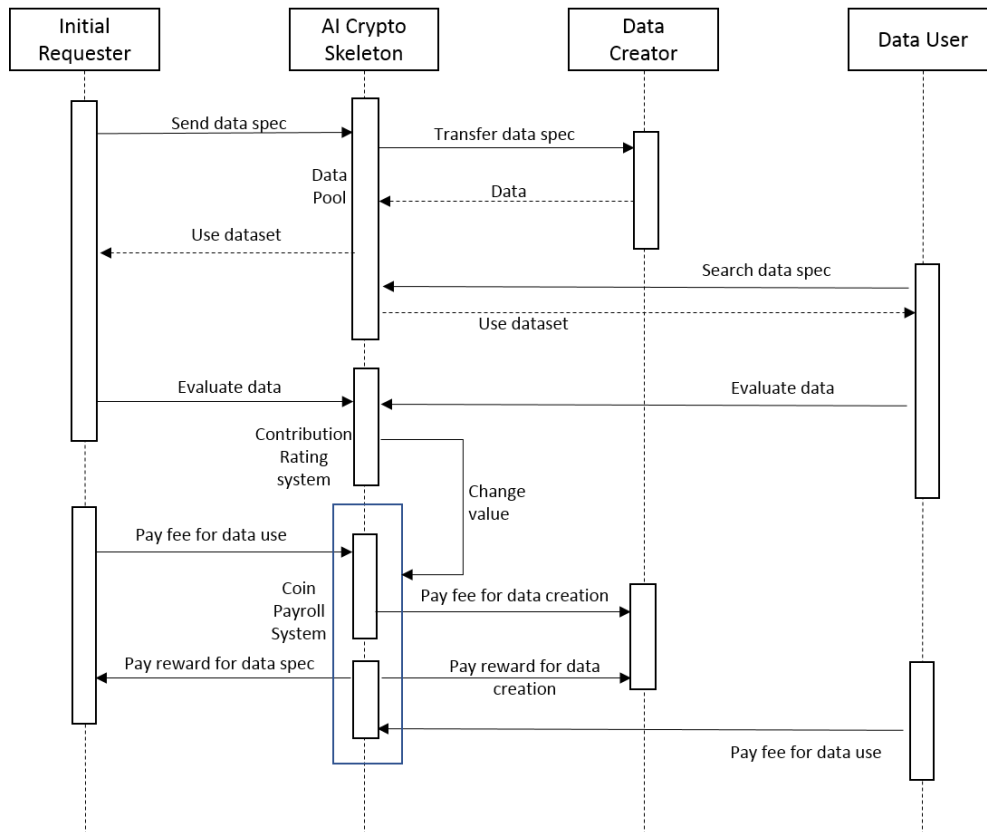 Initial
Requester
AI Crypto
Skeleton
Data
Creator
Data User
Send data spec
Transfer data spec
Data
Pool
Data
Use dataset
Search data spec
Use dataset
Evaluate data
Evaluate data
Contribution
Rating
system
Change
value
Pay fee for data use
Coin
Payroll
System
Pay fee for data creation
Pay reward for data spec
Pay reward for data
creation
Pay fee for data use